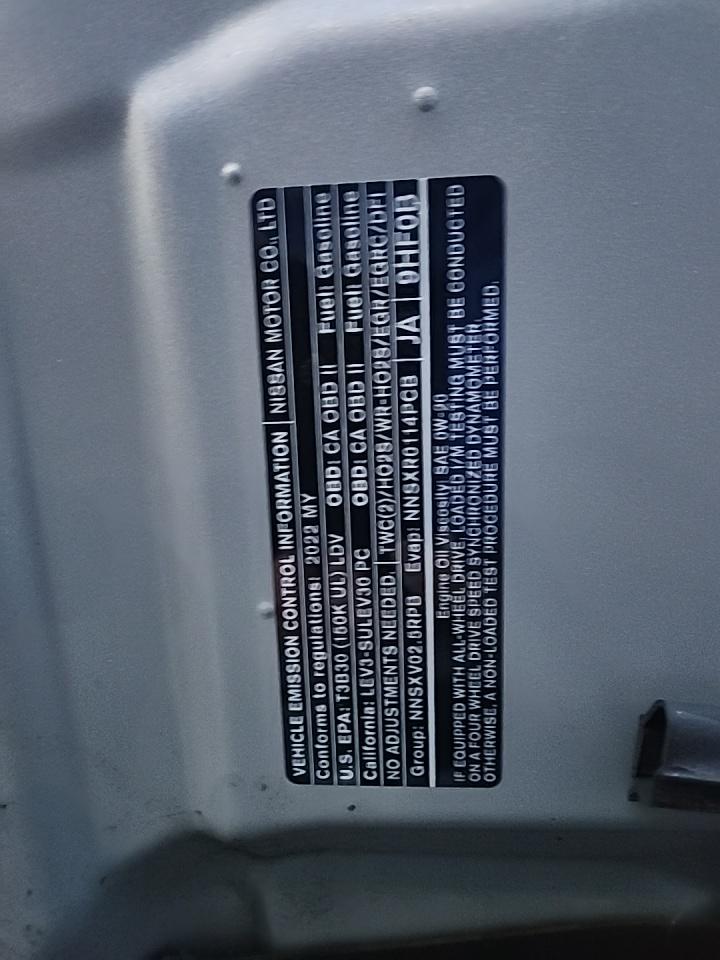 VEHICLE EMISSION CONTROL INFORMATION NISSAN MOTOR CO., LTD
Conforms to regulations: 2022 MY Fuel: Gasoline
U.S. EPA: T3B30 (150K UL) LDV OBD: CA OBD II Fuel: Gasoline
California: LEV3-SULEV30 PC OBD: CA OBD II
NO ADJUSTMENTS NEEDED. TWC(2)/HO2S/WR-HO2S/EGR/EGRC/DFI
Group: NNSXV02.5RPB Evap: NNSXR0114PCB JA
Engine Oil Viscosity SAE 0W-20
IF EQUIPPED WITH ALL-WHEEL DRIVE, LOADED I/M TESTING MUST BE CONDUCTED
ON A FOUR WHEEL DRIVE SPEED SYNCHRONIZED DYNAMOMETER.
OTHERWISE, A NON-LOADED TEST PROCEDURE MUST BE PERFORMED.